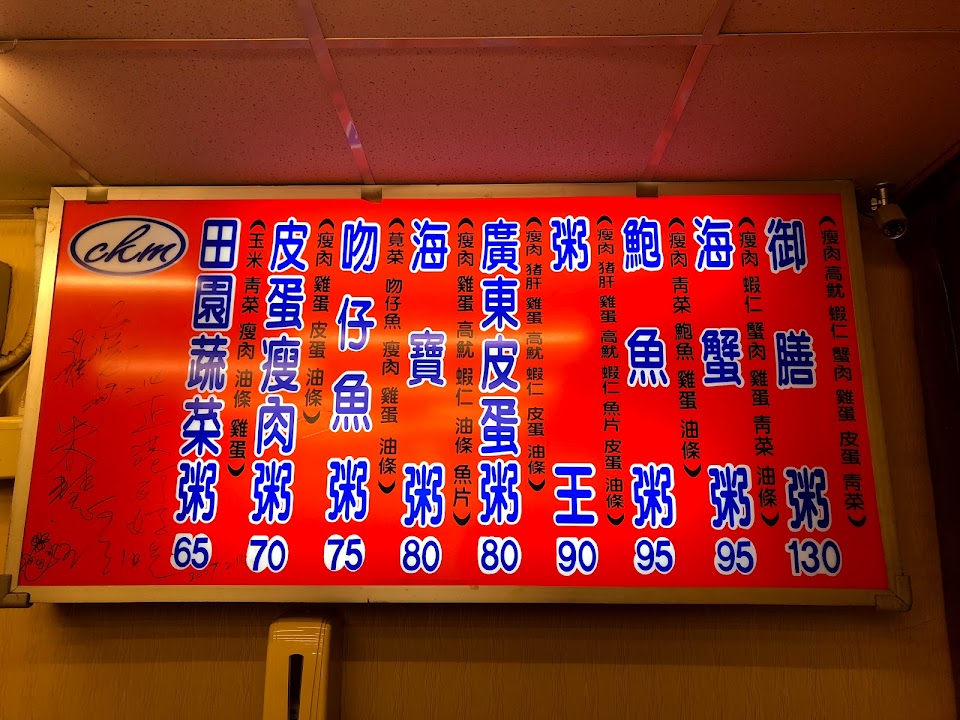 ckm
田園蔬菜粥
65
(玉米 青菜 瘦肉 油條 雞蛋)
皮蛋瘦肉粥
70
(瘦肉 雞蛋 皮蛋 油條)
吻仔魚粥
75
(莧菜 吻仔魚 瘦肉 雞蛋 油條)
海寶粥
80
(瘦肉 雞蛋 高魷 蝦仁 油條 魚片)
廣東皮蛋粥
80
(瘦肉 猪肝 雞蛋 高魷 蝦仁 皮蛋 油條)
粥王
90
(瘦肉 猪肝 雞蛋 高魷 蝦仁 魚片 皮蛋 油條)
鮑魚粥
95
(瘦肉 青菜 鮑魚 雞蛋 油條)
海蟹粥
95
(瘦肉 蝦仁 蟹肉 雞蛋 青菜 油條)
御膳粥
130
(瘦肉 高魷 蝦仁 蟹肉 雞蛋 皮蛋 青菜)